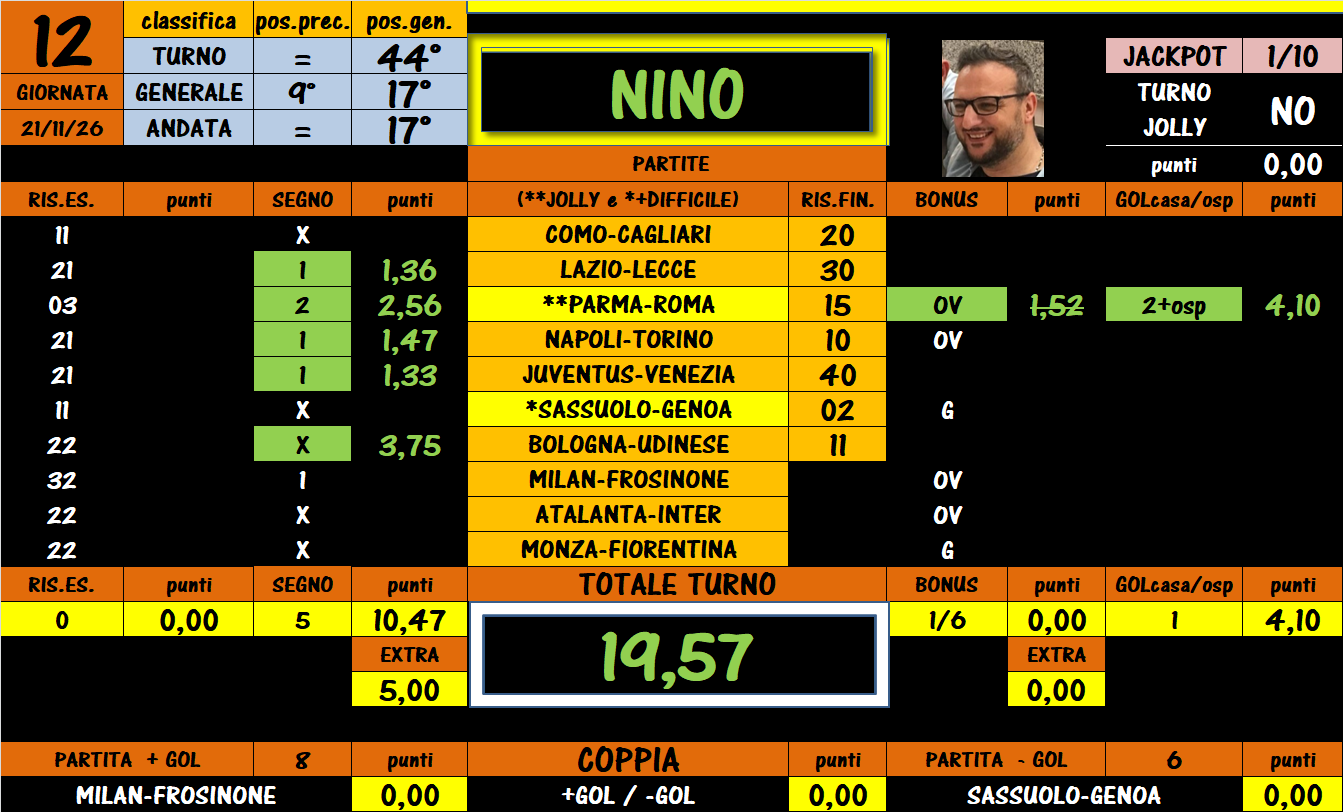 12 classifica pos.prec. pos.gen.
TURNO = 44°
GIORNATA GENERALE 9° 17°
21/11/26 ANDATA = 17°
NINO
JACKPOT 1/10
TURNO JOLLY NO
punti 0,00
PARTITE
RIS.ES. punti SEGNO punti (**JOLLY e *+DIFFICILE) RIS.FIN. BONUS punti GOLcasa/osp punti
11 X COMO-CAGLIARI 20
21 1 1,36 LAZIO-LECCE 30
03 2 2,56 **PARMA-ROMA 15 OV 1,52 2+osp 4,10
21 1 1,47 NAPOLI-TORINO 10 OV
21 1 1,33 JUVENTUS-VENEZIA 40
11 X *SASSUOLO-GENOA 02 G
22 X 3,75 BOLOGNA-UDINESE 11
32 1 MILAN-FROSINONE OV
22 X ATALANTA-INTER OV
22 X MONZA-FIORENTINA G
RIS.ES. punti SEGNO punti TOTALE TURNO BONUS punti GOLcasa/osp punti
0 0,00 5 10,47 19,57 1/6 0,00 1 4,10
EXTRA EXTRA
5,00 0,00
PARTITA + GOL 8 punti COPPIA punti PARTITA - GOL 6 punti
MILAN-FROSINONE 0,00 +GOL / -GOL 0,00 SASSUOLO-GENOA 0,00